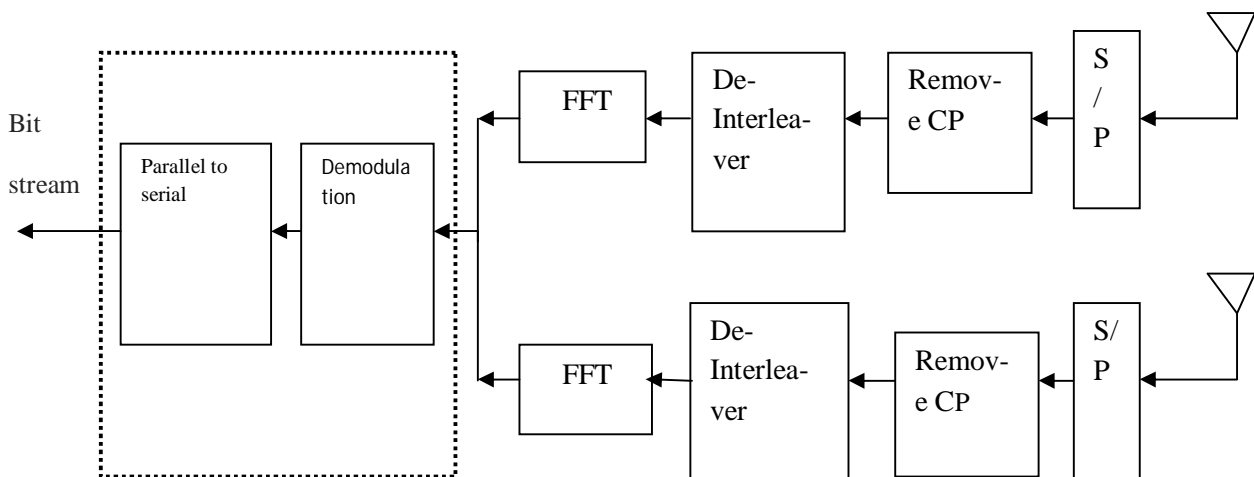 Bit
stream
Parallel to
serial
Demodula
tion
FFT
De-
Interlea-
ver
Remov-
e CP
S
/
P
FFT
De-
Interlea-
ver
Remov-
e CP
S/
P